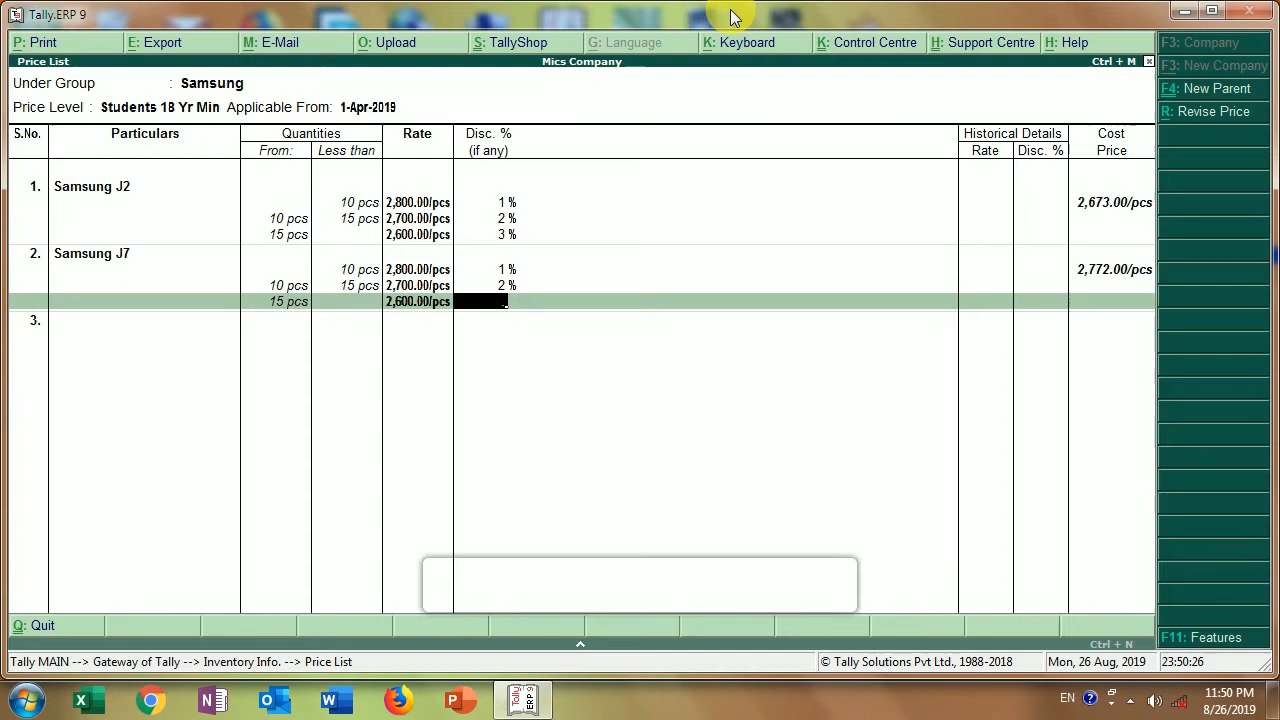 Tally.ERP 9
P: Print E: Export M: E-Mail O: Upload S: TallyShop G: Language K: Keyboard K: Control Centre H: Support Centre H: Help
F3: Company
F3: New Company
F4: New Parent
R: Revise Price
Price List Mics Company Ctrl + M
Under Group : Samsung
Price Level : Students 18 Yr Min Applicable From: 1-Apr-2019
S.No. Particulars Quantities Rate Disc. % Historical Details Cost
From: Less than (if any) Rate Disc. % Price
1. Samsung J2
10 pcs 2,800.00/pcs 1 % 2,673.00/pcs
10 pcs 15 pcs 2,700.00/pcs 2 %
15 pcs 2,600.00/pcs 3 %
2. Samsung J7
10 pcs 2,800.00/pcs 1 % 2,772.00/pcs
10 pcs 15 pcs 2,700.00/pcs 2 %
15 pcs 2,600.00/pcs
3.
Q: Quit
F11: Features
Ctrl + N
Tally MAIN --> Gateway of Tally --> Inventory Info. --> Price List © Tally Solutions Pvt Ltd., 1988-2018 Mon, 26 Aug, 2019 23:50:26
EN 11:50 PM
8/26/2019